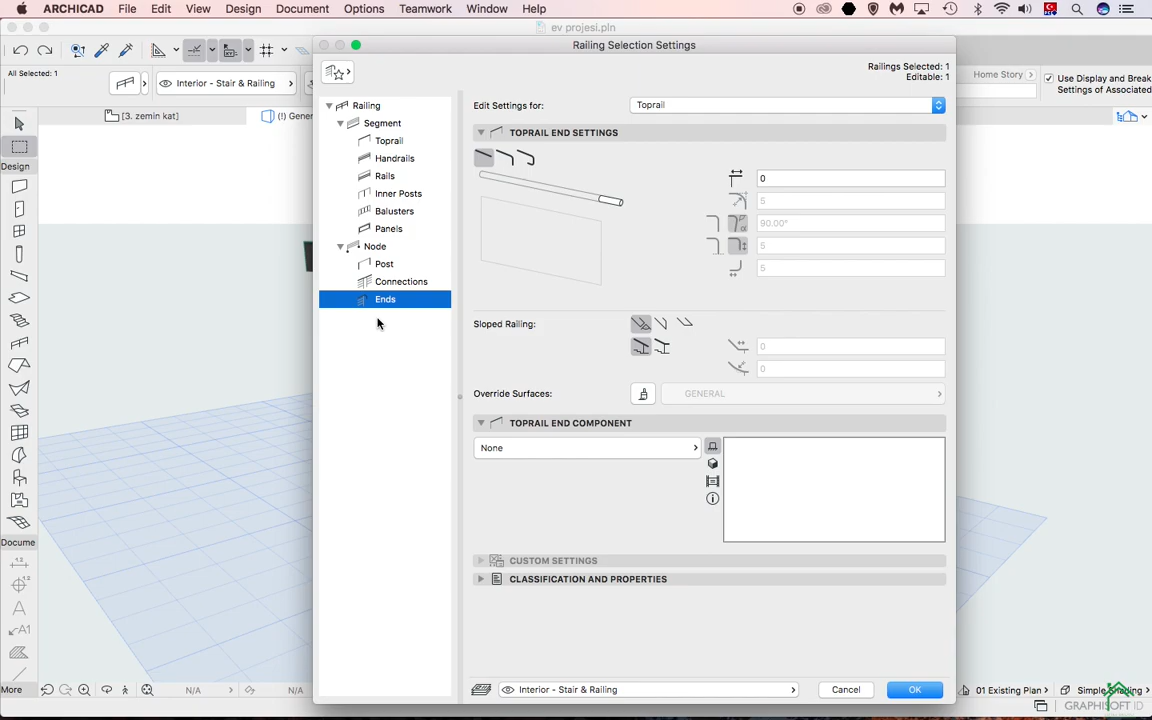 ARCHICAD File Edit View Design Document Options Teamwork Window Help
ev projesi.pln
Railing Selection Settings
All Selected: 1
Interior - Stair & Railing
Railings Selected: 1
Editable: 1
Home Story
Use Display and Break
Settings of Associated
[3. zemin kat]
(!) Gener
Design
Railing
Segment
Toprail
Handrails
Rails
Inner Posts
Balusters
Panels
Node
Post
Connections
Ends
Edit Settings for:
Toprail
TOPRAIL END SETTINGS
0
5
90.00°
5
5
Sloped Railing:
0
0
Override Surfaces:
GENERAL
TOPRAIL END COMPONENT
None
CUSTOM SETTINGS
CLASSIFICATION AND PROPERTIES
Docume
1.2
A
A1
More
N/A
N/A
Interior - Stair & Railing
Cancel
OK
01 Existing Plan
Simple Shading
GRAPHISOFT ID